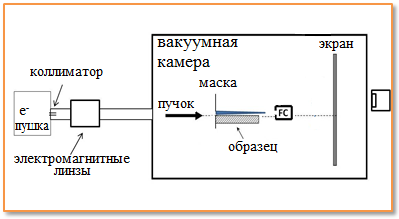 вакуумная
камера
экран
коллиматор
маска
e-
пушка
пучок
FC
образец
электромагнитные
линзы